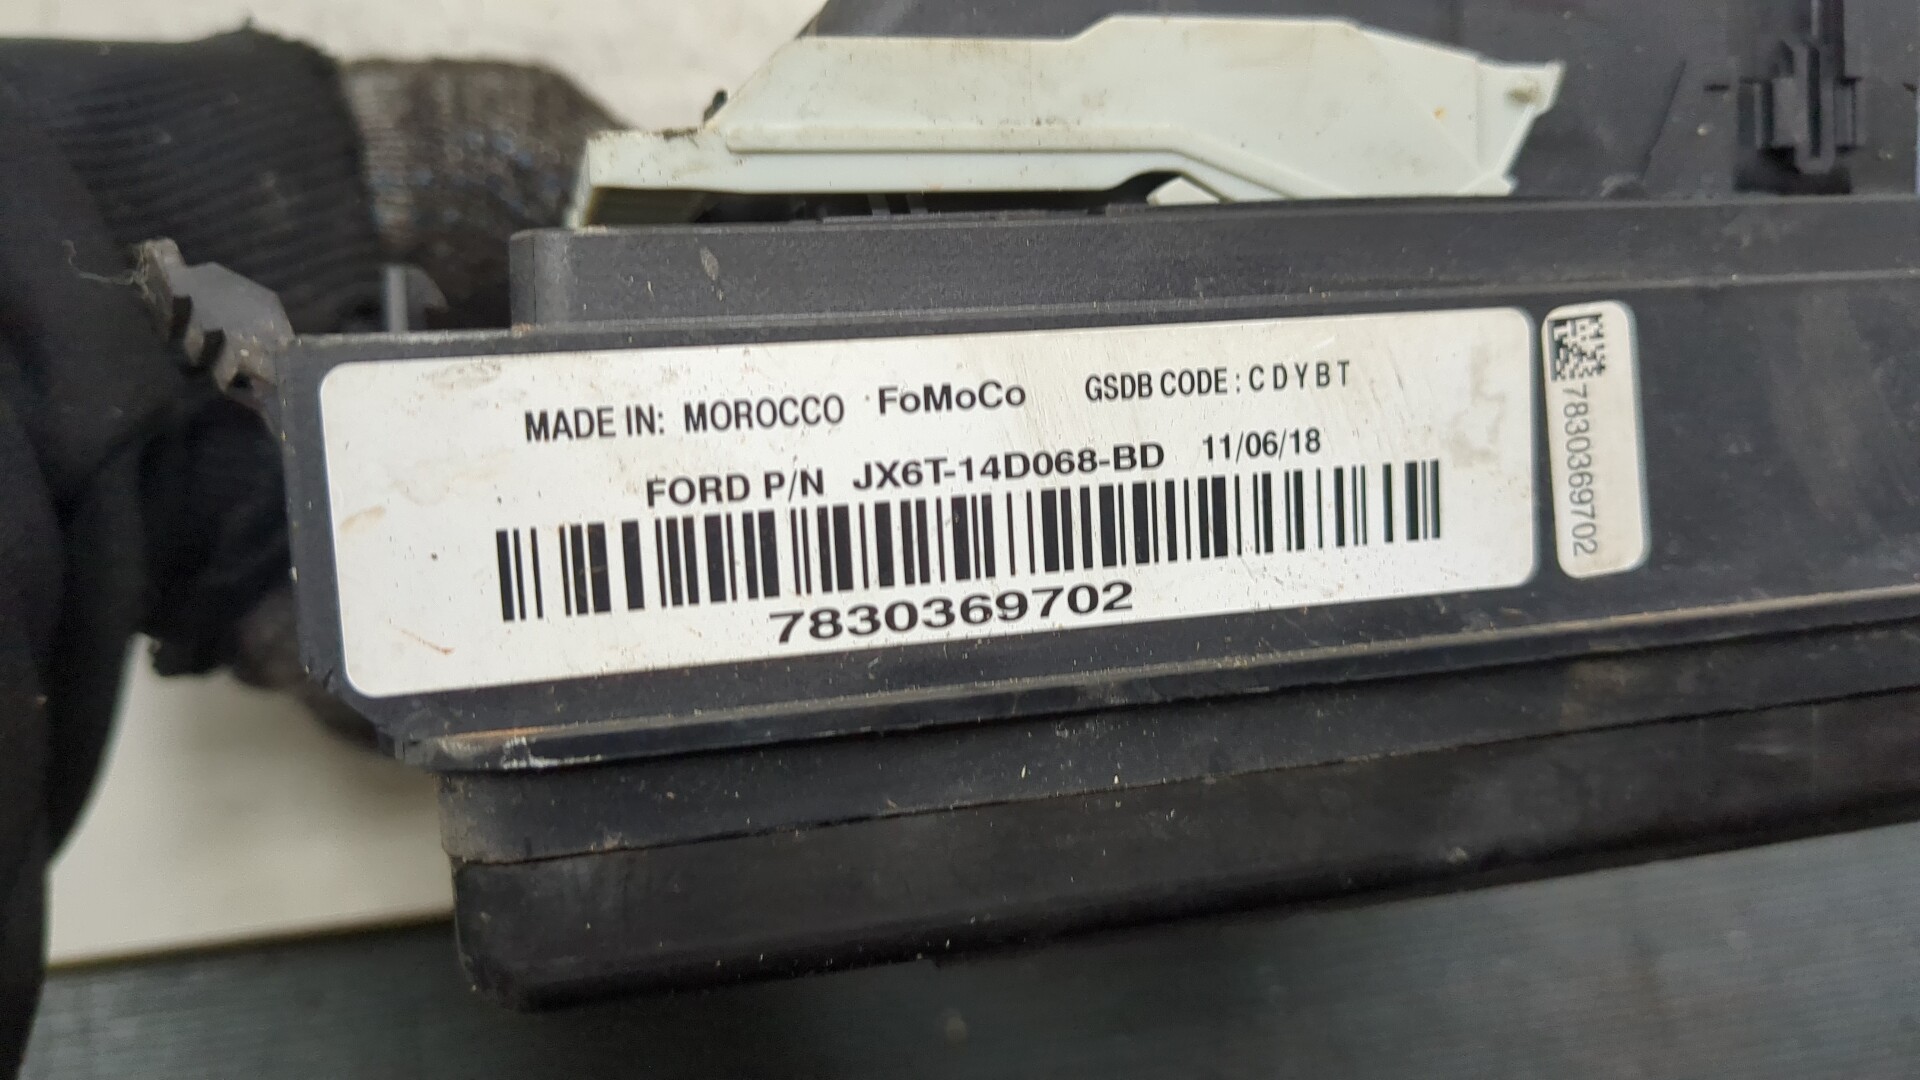 MADE IN: MOROCCO FoMoCo GSDB CODE: C D Y B T
FORD P/N JX6T-14D068-BD 11/06/18
7830369702
7830369702